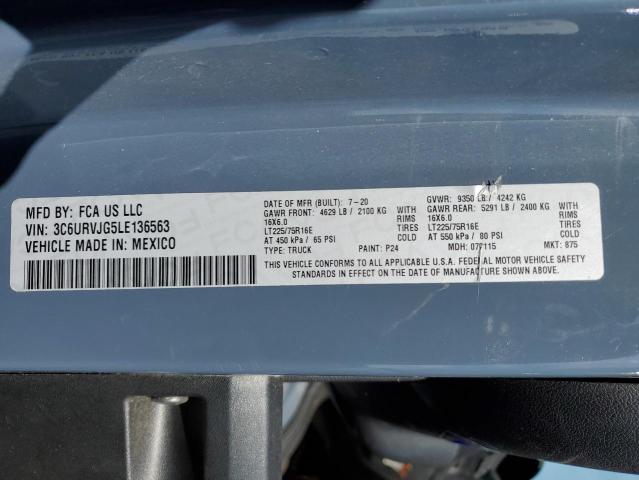 MFD BY: FCA US LLC
VIN: 3C6URVJG5LE136563
VEHICLE MADE IN: MEXICO
DATE OF MFR (BUILT): 7-20 GVWR: 9350 LB/ 4242 KG
GAWR FRONT: 4629 LB / 2100 KG WITH GAWR REAR: 5291 LB / 2400 KG WITH
16X6.0 RIMS 16X6.0 RIMS
LT225/75R16E TIRES LT225/75R16E TIRES
AT 450 kPa / 65 PSI COLD AT 550 kPa / 80 PSI COLD
TYPE: TRUCK PAINT: P24 MDH: 07 115 MKT: 875
THIS VEHICLE CONFORMS TO ALL APPLICABLE U.S.A. FEDERAL MOTOR VEHICLE SAFETY
STANDARDS IN EFFECT ON THE DATE OF MANUFACTURE SHOWN ABOVE.